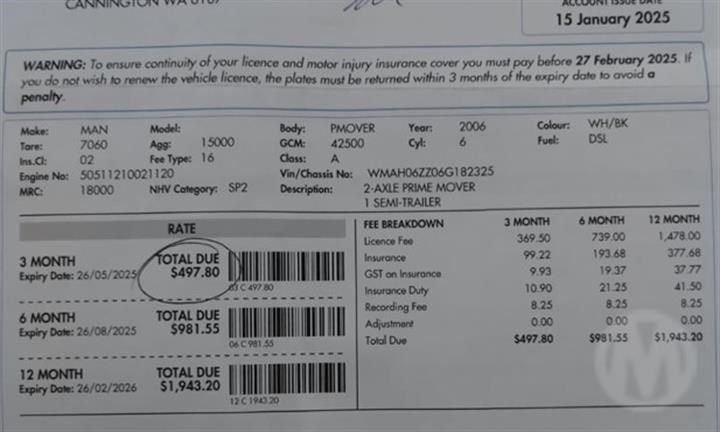 CANNINGTON WA 6107
ACCOUNT ISSUE DATE
15 January 2025
WARNING: To ensure continuity of your licence and motor injury insurance cover you must pay before 27 February 2025. If
you do not wish to renew the vehicle licence, the plates must be returned within 3 months of the expiry date to avoid a
penalty.
Make: MAN Model: Body: PMOVER Year: 2006 Colour: WH/BK
Tare: 7060 Agg: 15000 GCM: 42500 Cyl: 6 Fuel: DSL
Ins.Cl: 02 Fee Type: 16 Class: A
Engine No: 50511210021120 Vin/Chassis No: WMAH06ZZ06G182325
MRC: 18000 NHV Category: SP2 Description: 2-AXLE PRIME MOVER
1 SEMI-TRAILER
RATE
3 MONTH TOTAL DUE
Expiry Date: 26/05/2025 $497.80
03 C 497.80
6 MONTH TOTAL DUE
Expiry Date: 26/08/2025 $981.55
06 C 981.55
12 MONTH TOTAL DUE
Expiry Date: 26/02/2026 $1,943.20
12 C 1943.20
FEE BREAKDOWN 3 MONTH 6 MONTH 12 MONTH
Licence Fee 369.50 739.00 1,478.00
Insurance 99.22 193.68 377.68
GST on Insurance 9.93 19.37 37.77
Insurance Duty 10.90 21.25 41.50
Recording Fee 8.25 8.25 8.25
Adjustment 0.00 0.00 0.00
Total Due $497.80 $981.55 $1,943.20
M